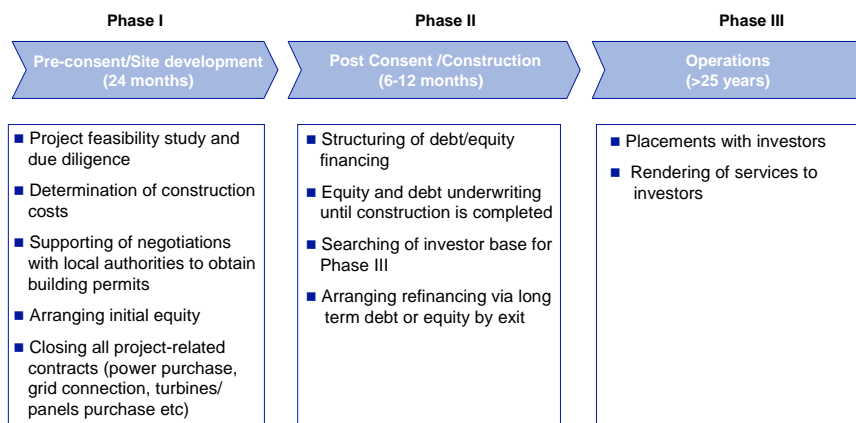 Phase I
Pre-consent/Site development
(24 months)
■ Project feasibility study and
due diligence
■ Determination of construction
costs
■ Supporting of negotiations
with local authorities to obtain
building permits
■ Arranging initial equity
■ Closing all project-related
contracts (power purchase,
grid connection, turbines/
panels purchase etc)
Phase II
Post Consent /Construction
(6-12 months)
■ Structuring of debt/equity
financing
■ Equity and debt underwriting
until construction is completed
■ Searching of investor base for
Phase III
■ Arranging refinancing via long
term debt or equity by exit
Phase III
Operations
(>25 years)
■ Placements with investors
■ Rendering of services to
investors